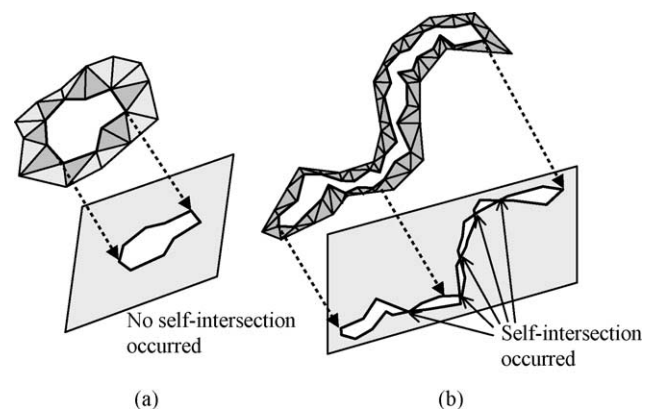 No self-intersection
occurred
Self-intersection
occurred
(a)
(b)